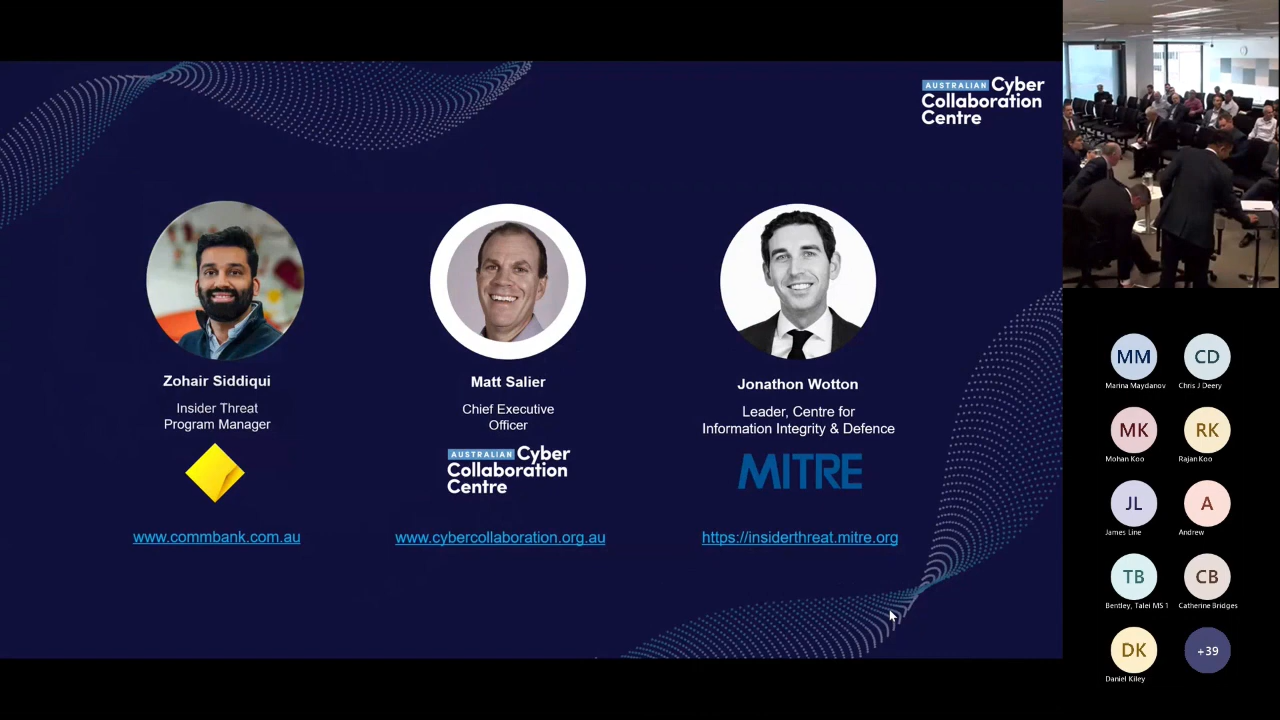 AUSTRALIAN Cyber
Collaboration
Centre
Zohair Siddiqui
Insider Threat
Program Manager
www.commbank.com.au
Matt Salier
Chief Executive
Officer
AUSTRALIAN Cyber
Collaboration
Centre
www.cybercollaboration.org.au
Jonathon Wotton
Leader, Centre for
Information Integrity & Defence
MITRE
https://insiderthreat.mitre.org
MM
Marina Maydanov
CD
Chris J Deery
MK
Mohan Koo
RK
Rajan Koo
JL
James Line
A
Andrew
TB
Bentley, Talei MS 1
CB
Catherine Bridges
DK
Daniel Kiley
+39